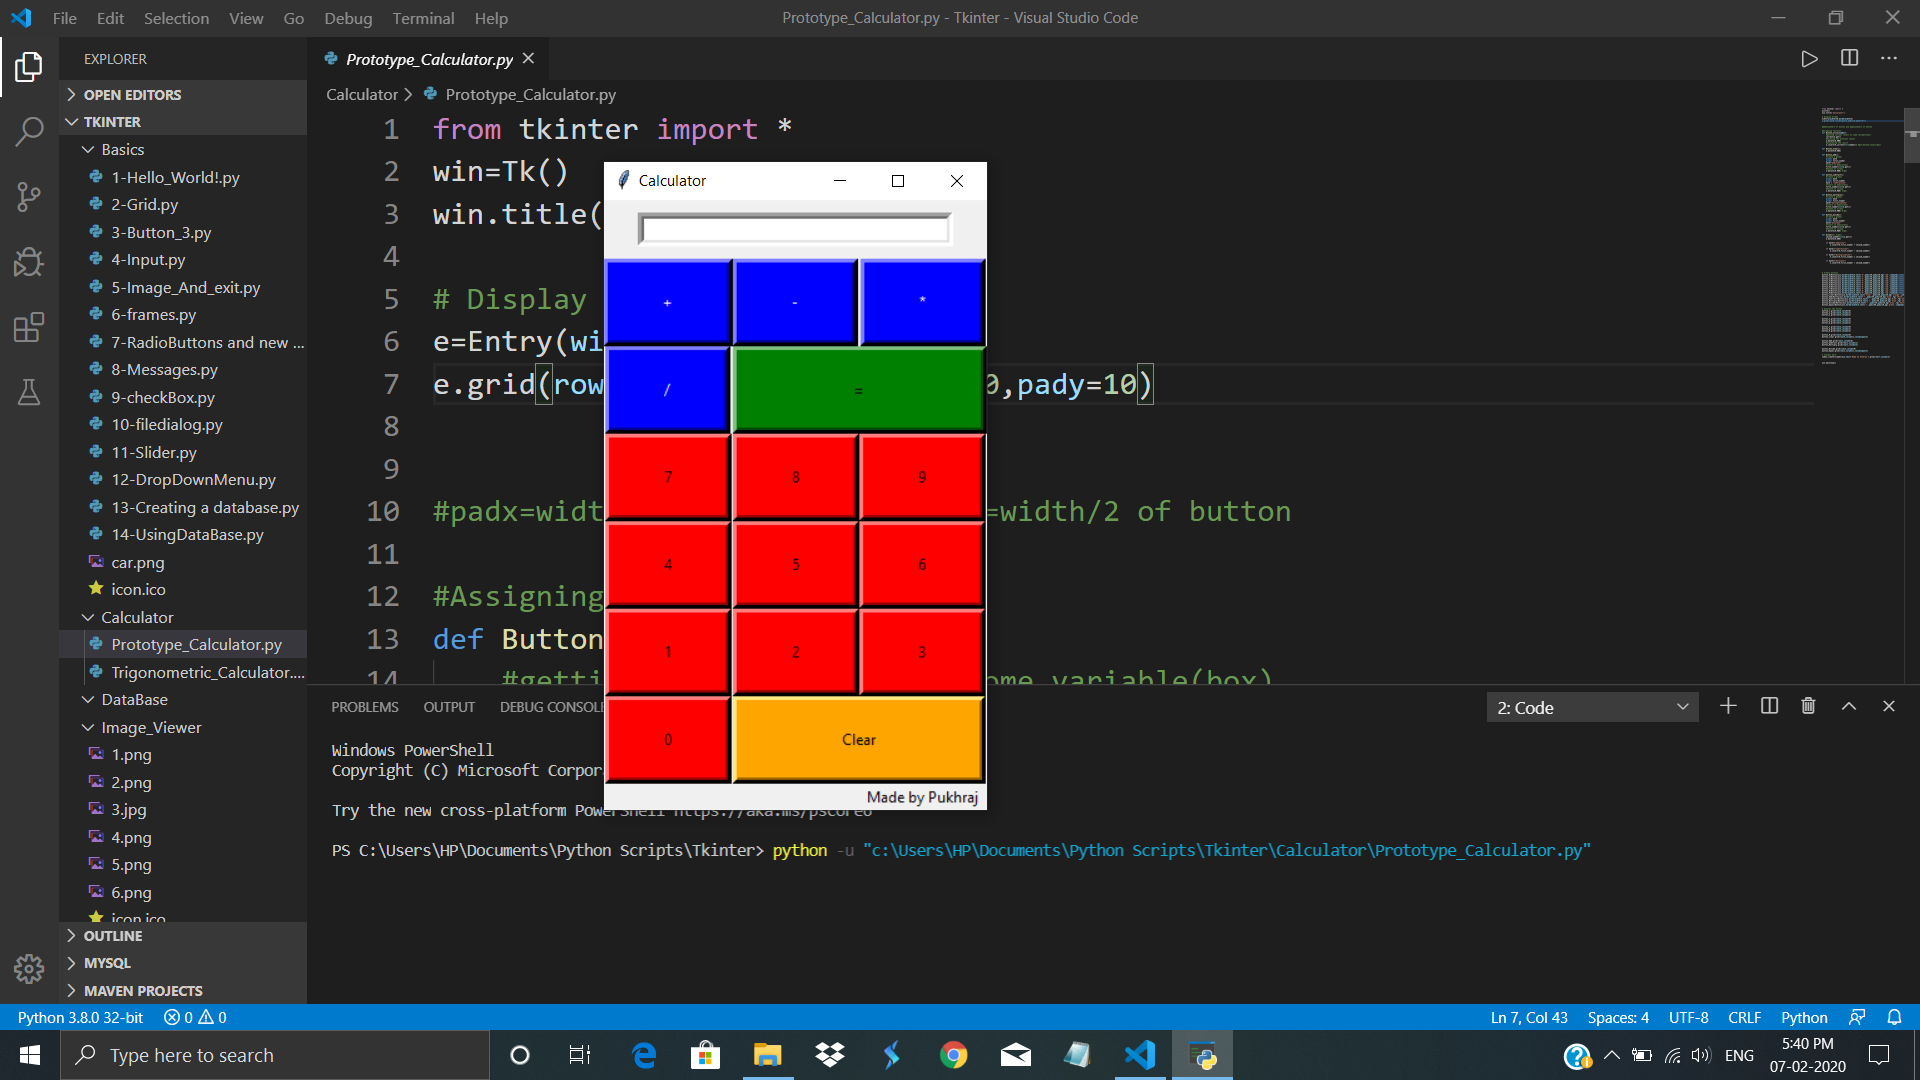 File Edit Selection View Go Debug Terminal Help
Prototype_Calculator.py - Tkinter - Visual Studio Code
EXPLORER
OPEN EDITORS
TKINTER
Basics
1-Hello_World!.py
2-Grid.py
3-Button_3.py
4-Input.py
5-Image_And_exit.py
6-frames.py
7-RadioButtons and new ...
8-Messages.py
9-checkBox.py
10-filedialog.py
11-Slider.py
12-DropDownMenu.py
13-Creating a database.py
14-UsingDataBase.py
car.png
icon.ico
Calculator
Prototype_Calculator.py
Trigonometric_Calculator....
DataBase
Image_Viewer
1.png
2.png
3.jpg
4.png
5.png
6.png
icon.ico
OUTLINE
MYSQL
MAVEN PROJECTS
Prototype_Calculator.py
Calculator > Prototype_Calculator.py
1 from tkinter import *
2 win=Tk()
3 win.title(
4
5 # Display
6 e=Entry(wi
7 e.grid(row 0,pady=10)
8
9
10 #padx=widt =width/2 of button
11
12 #Assigning
13 def Button
14 #getti ome variable(box)
Calculator
+ - *
/ =
7 8 9
4 5 6
1 2 3
0 Clear
Made by Pukhraj
PROBLEMS OUTPUT DEBUG CONSOLE
2: Code
Windows PowerShell
Copyright (C) Microsoft Corpor
Try the new cross-platform PowerShell https://aka.ms/pscore6
PS C:\Users\HP\Documents\Python Scripts\Tkinter> python -u "c:\Users\HP\Documents\Python Scripts\Tkinter\Calculator\Prototype_Calculator.py"
Python 3.8.0 32-bit 0 0
Ln 7, Col 43 Spaces: 4 UTF-8 CRLF Python
Type here to search
ENG
5:40 PM
07-02-2020